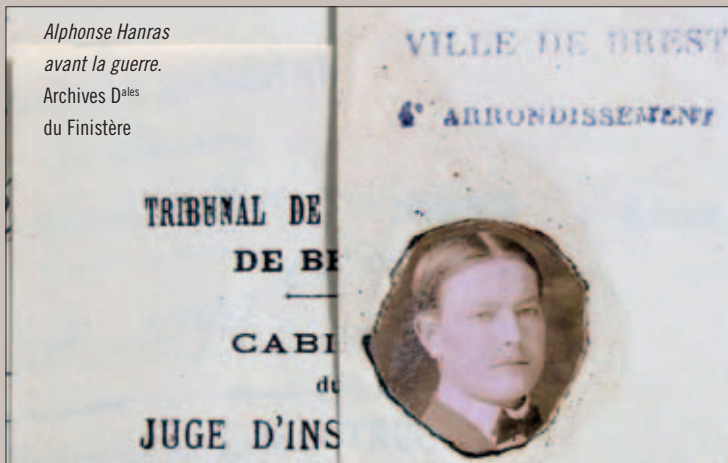 Alphonse Hanras
avant la guerre.
Archives Dales
du Finistère
VILLE DE BREST
4e ARRONDISSEMENT
TRIBUNAL DE
DE BR
CABI
du
JUGE D'INS